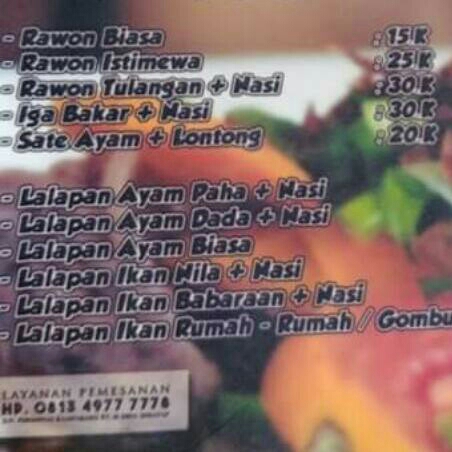 - Rawon Biasa : 15 K
- Rawon Istimewa : 25 K
- Rawon Tulangan + Nasi : 30 K
- Iga Bakar + Nasi : 30 K
- Sate Ayam + Lontong : 20 K
- Lalapan Ayam Paha + Nasi
- Lalapan Ayam Dada + Nasi
- Lalapan Ayam Biasa
- Lalapan Ikan Nila + Nasi
- Lalapan Ikan Babaraan + Nasi
- Lalapan Ikan Rumah - Rumah / Gombu
LAYANAN PEMESANAN
HP. 0813 4977 7778